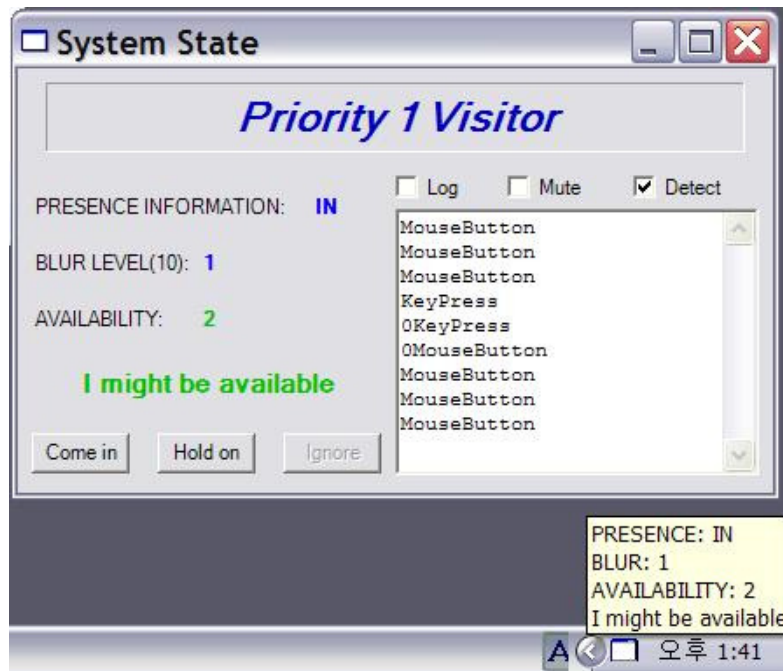 System State
Priority 1 Visitor
PRESENCE INFORMATION: IN
BLUR LEVEL(10): 1
AVAILABILITY: 2
I might be available
Come in Hold on Ignore
Log Mute Detect
MouseButton
MouseButton
MouseButton
KeyPress
0KeyPress
0MouseButton
MouseButton
MouseButton
MouseButton
PRESENCE: IN
BLUR: 1
AVAILABILITY: 2
I might be available
A 오후 1:41